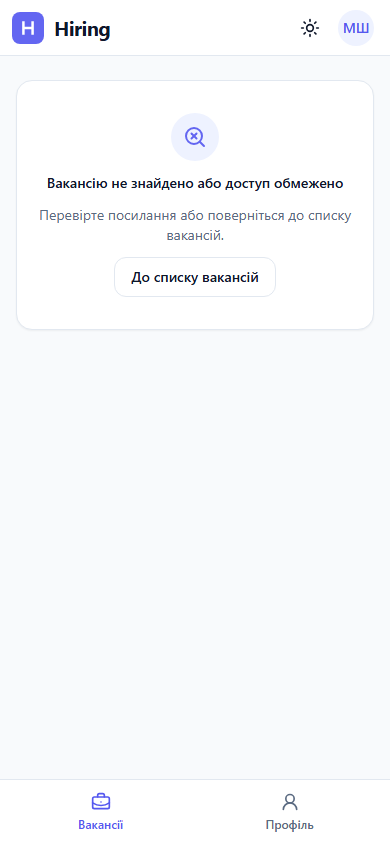 H Hiring
МШ
Вакансію не знайдено або доступ обмежено
Перевірте посилання або поверніться до списку
вакансій.
До списку вакансій
Вакансії
Профіль